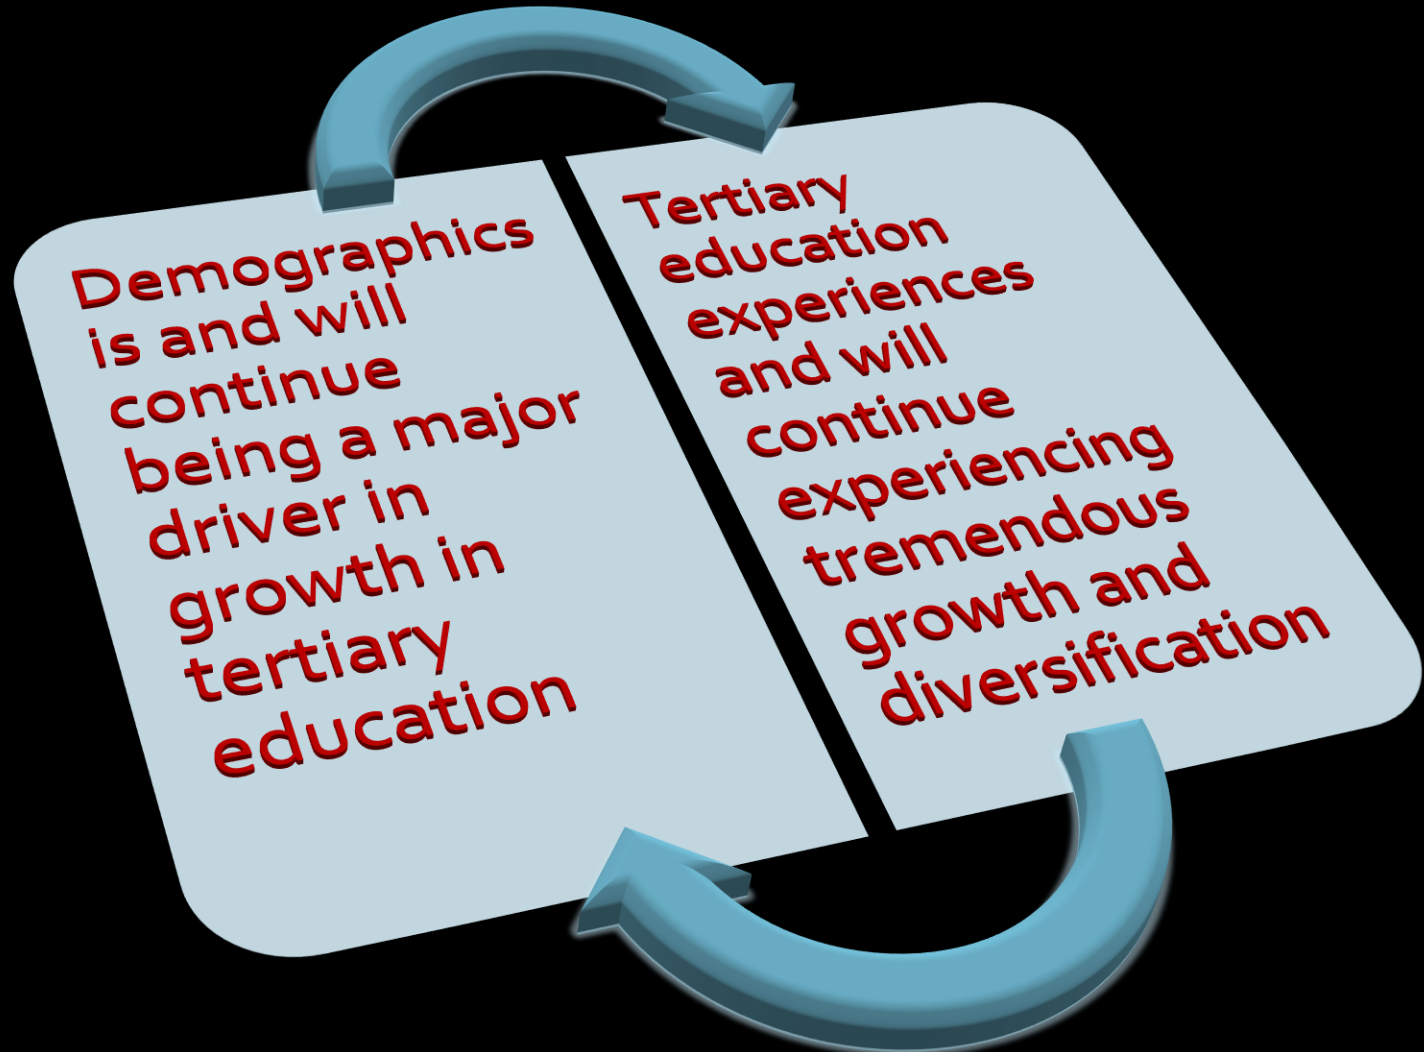 Demographics
is and will
continue
being a major
driver in
growth in
tertiary
education
Tertiary
education
experiences
and will
continue
experiencing
tremendous
growth and
diversification